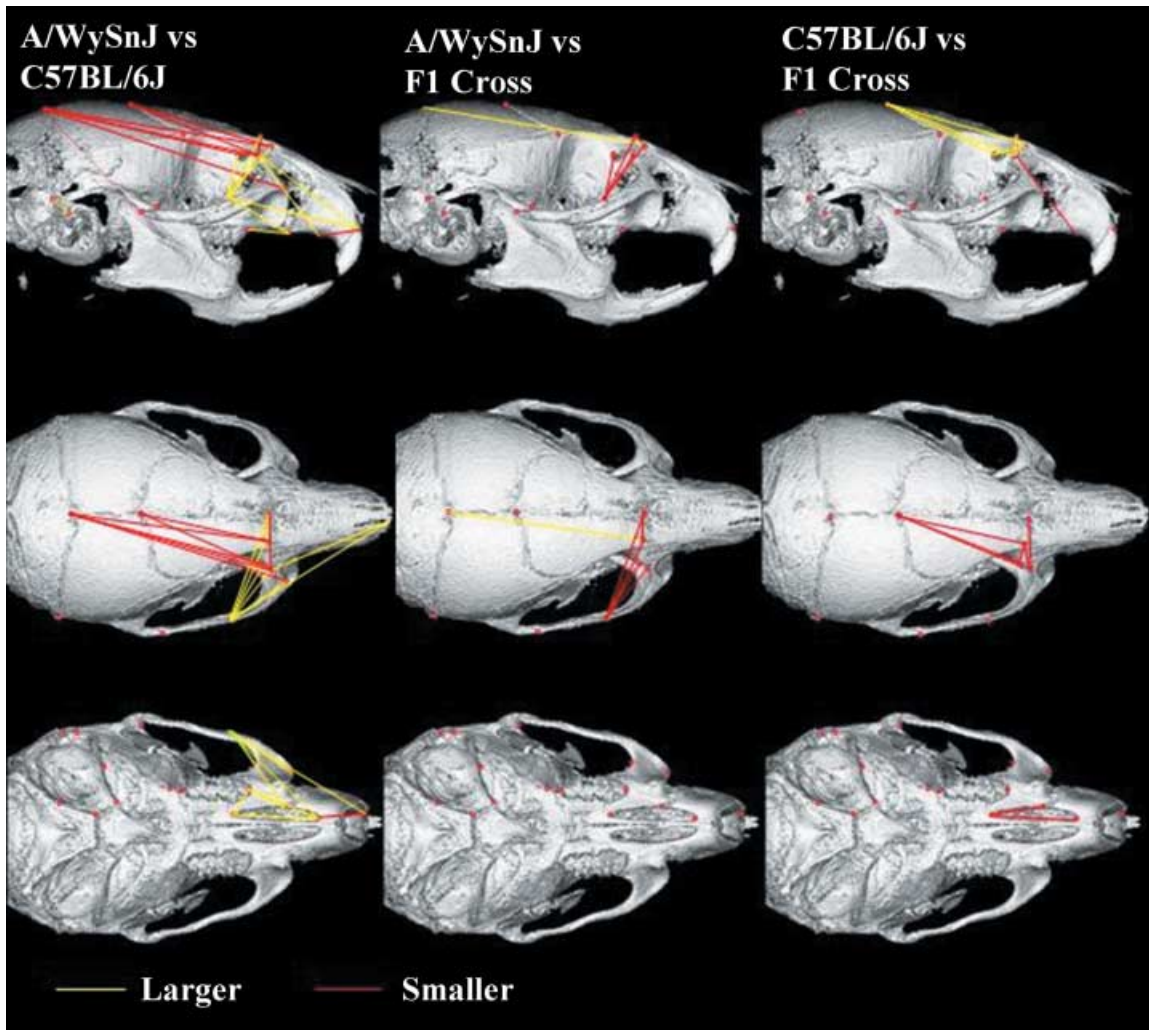 A/WySnJ vs
C57BL/6J
A/WySnJ vs
F1 Cross
C57BL/6J vs
F1 Cross
Larger
Smaller